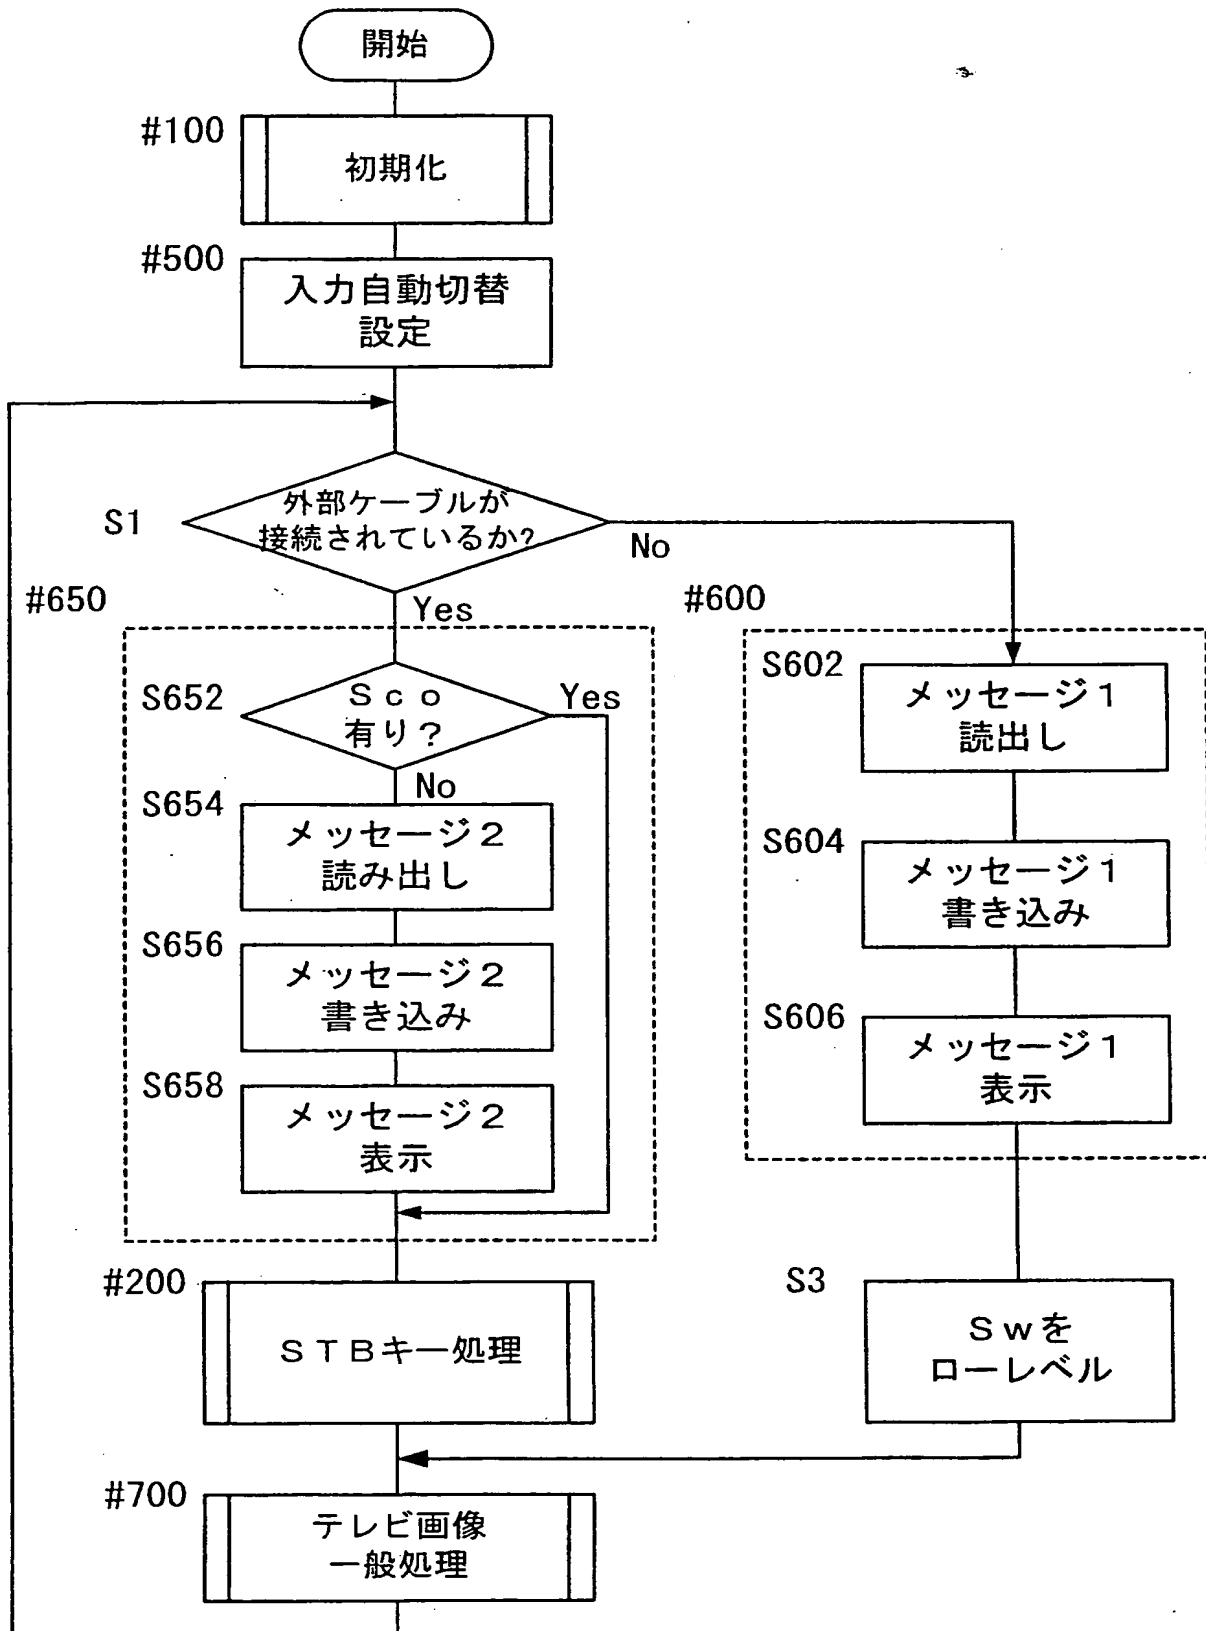 開始
#100
初期化
#500
入力自動切替
設定
S1
外部ケーブルが
接続されているか?
No
Yes
#650
S652
Sco
有り?
Yes
No
S654
メッセージ2
読み出し
S656
メッセージ2
書き込み
S658
メッセージ2
表示
#600
S602
メッセージ1
読出し
S604
メッセージ1
書き込み
S606
メッセージ1
表示
#200
STBキー処理
S3
Swを
ローレベル
#700
テレビ画像
一般処理